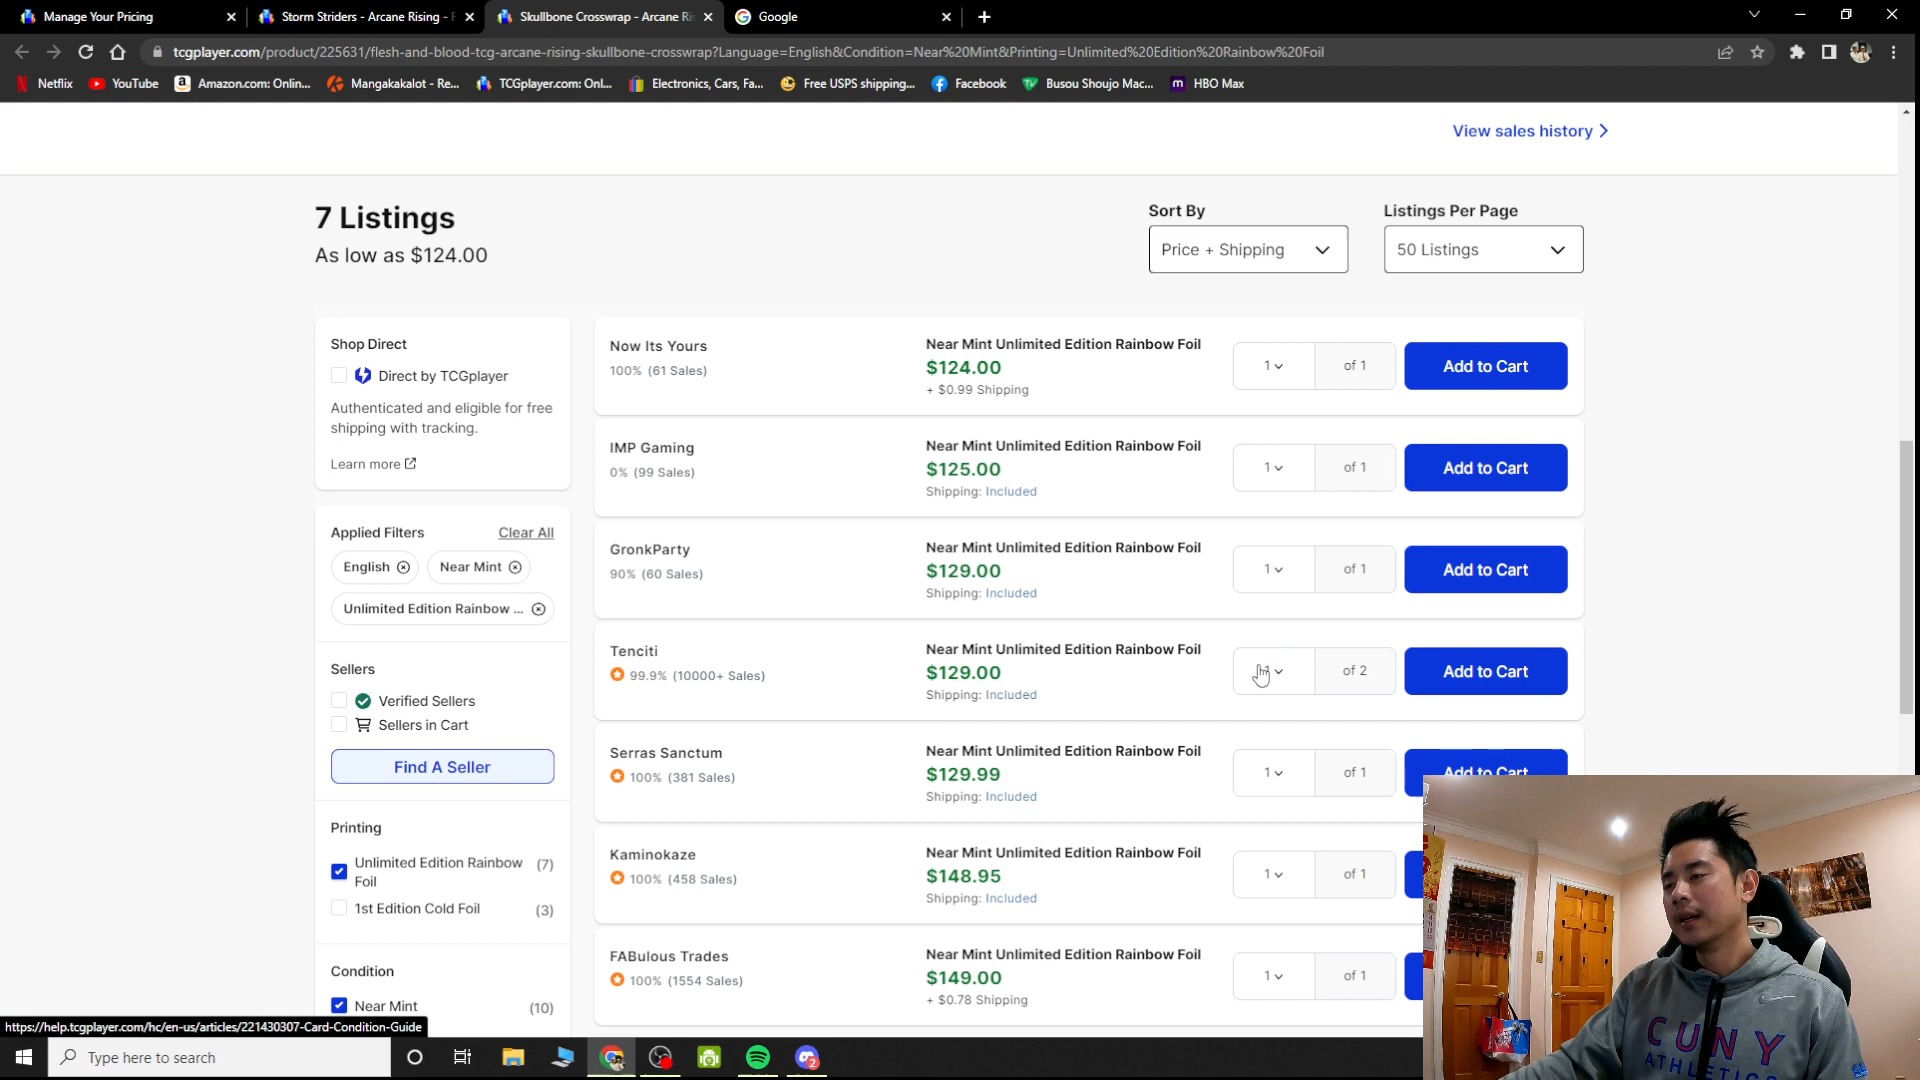 Manage Your Pricing
Storm Striders - Arcane Rising - F
Skullbone Crosswrap - Arcane Ri
Google
tcgplayer.com/product/225631/flesh-and-blood-tcg-arcane-rising-skullbone-crosswrap?Language=English&Condition=Near%20Mint&Printing=Unlimited%20Edition%20Rainbow%20Foil
Netflix
YouTube
Amazon.com: Onlin...
Mangakakalot - Re...
TCGplayer.com: Onl...
Electronics, Cars, Fa...
Free USPS shipping...
Facebook
Busou Shoujo Mac...
HBO Max
View sales history
7 Listings
As low as $124.00
Sort By
Price + Shipping
Listings Per Page
50 Listings
Shop Direct
Direct by TCGplayer
Authenticated and eligible for free
shipping with tracking.
Learn more
Applied Filters
Clear All
English
Near Mint
Unlimited Edition Rainbow ...
Sellers
Verified Sellers
Sellers in Cart
Find A Seller
Printing
Unlimited Edition Rainbow
Foil
(7)
1st Edition Cold Foil
(3)
Condition
Near Mint
(10)
Now Its Yours
100% (61 Sales)
Near Mint Unlimited Edition Rainbow Foil
$124.00
+ $0.99 Shipping
1
of 1
Add to Cart
IMP Gaming
0% (99 Sales)
Near Mint Unlimited Edition Rainbow Foil
$125.00
Shipping: Included
1
of 1
Add to Cart
GronkParty
90% (60 Sales)
Near Mint Unlimited Edition Rainbow Foil
$129.00
Shipping: Included
1
of 1
Add to Cart
Tenciti
99.9% (10000+ Sales)
Near Mint Unlimited Edition Rainbow Foil
$129.00
Shipping: Included
1
of 2
Add to Cart
Serras Sanctum
100% (381 Sales)
Near Mint Unlimited Edition Rainbow Foil
$129.99
Shipping: Included
1
of 1
Add to Cart
Kaminokaze
100% (458 Sales)
Near Mint Unlimited Edition Rainbow Foil
$148.95
Shipping: Included
1
of 1
FABulous Trades
100% (1554 Sales)
Near Mint Unlimited Edition Rainbow Foil
$149.00
+ $0.78 Shipping
1
of 1
https://help.tcgplayer.com/hc/en-us/articles/221430307-Card-Condition-Guide
Type here to search
2
CUNY
ATHLETICS